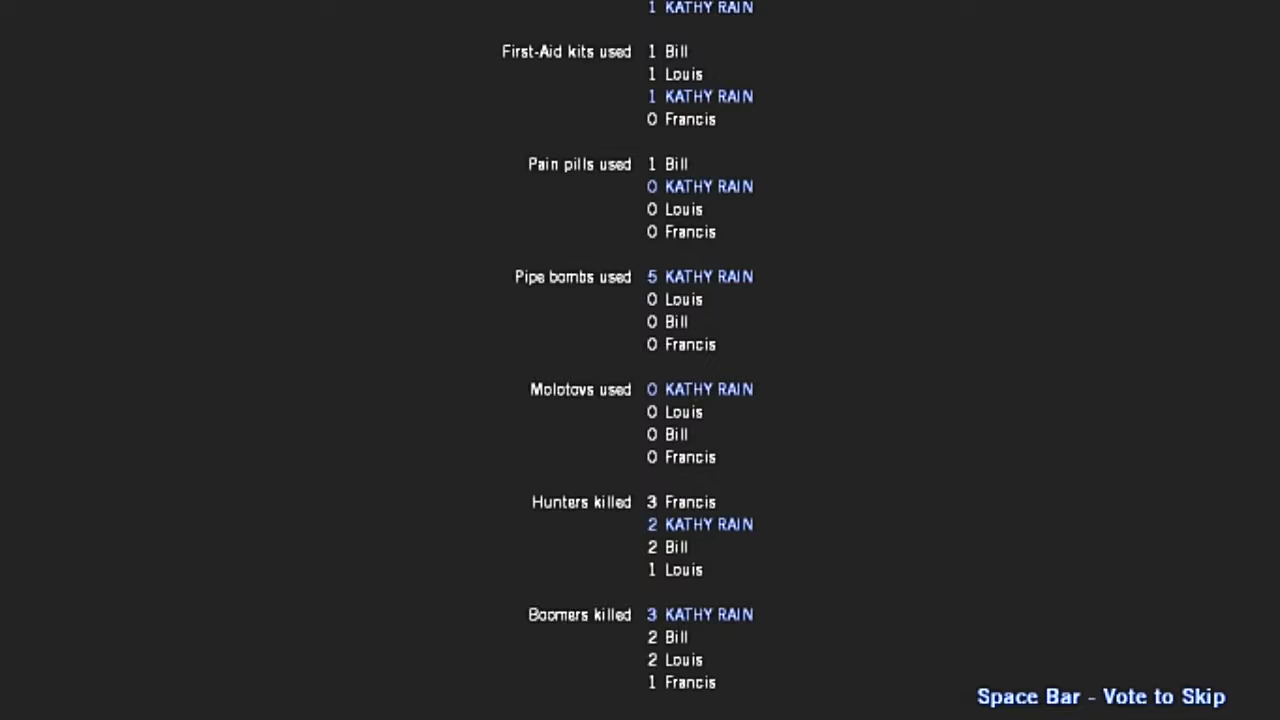 1 KATHY RAIN
First-Aid kits used 1 Bill
1 Louis
1 KATHY RAIN
0 Francis
Pain pills used 1 Bill
0 KATHY RAIN
0 Louis
0 Francis
Pipe bombs used 5 KATHY RAIN
0 Louis
0 Bill
0 Francis
Molotovs used 0 KATHY RAIN
0 Louis
0 Bill
0 Francis
Hunters killed 3 Francis
2 KATHY RAIN
2 Bill
1 Louis
Boomers killed 3 KATHY RAIN
2 Bill
2 Louis
1 Francis
Space Bar - Vote to Skip